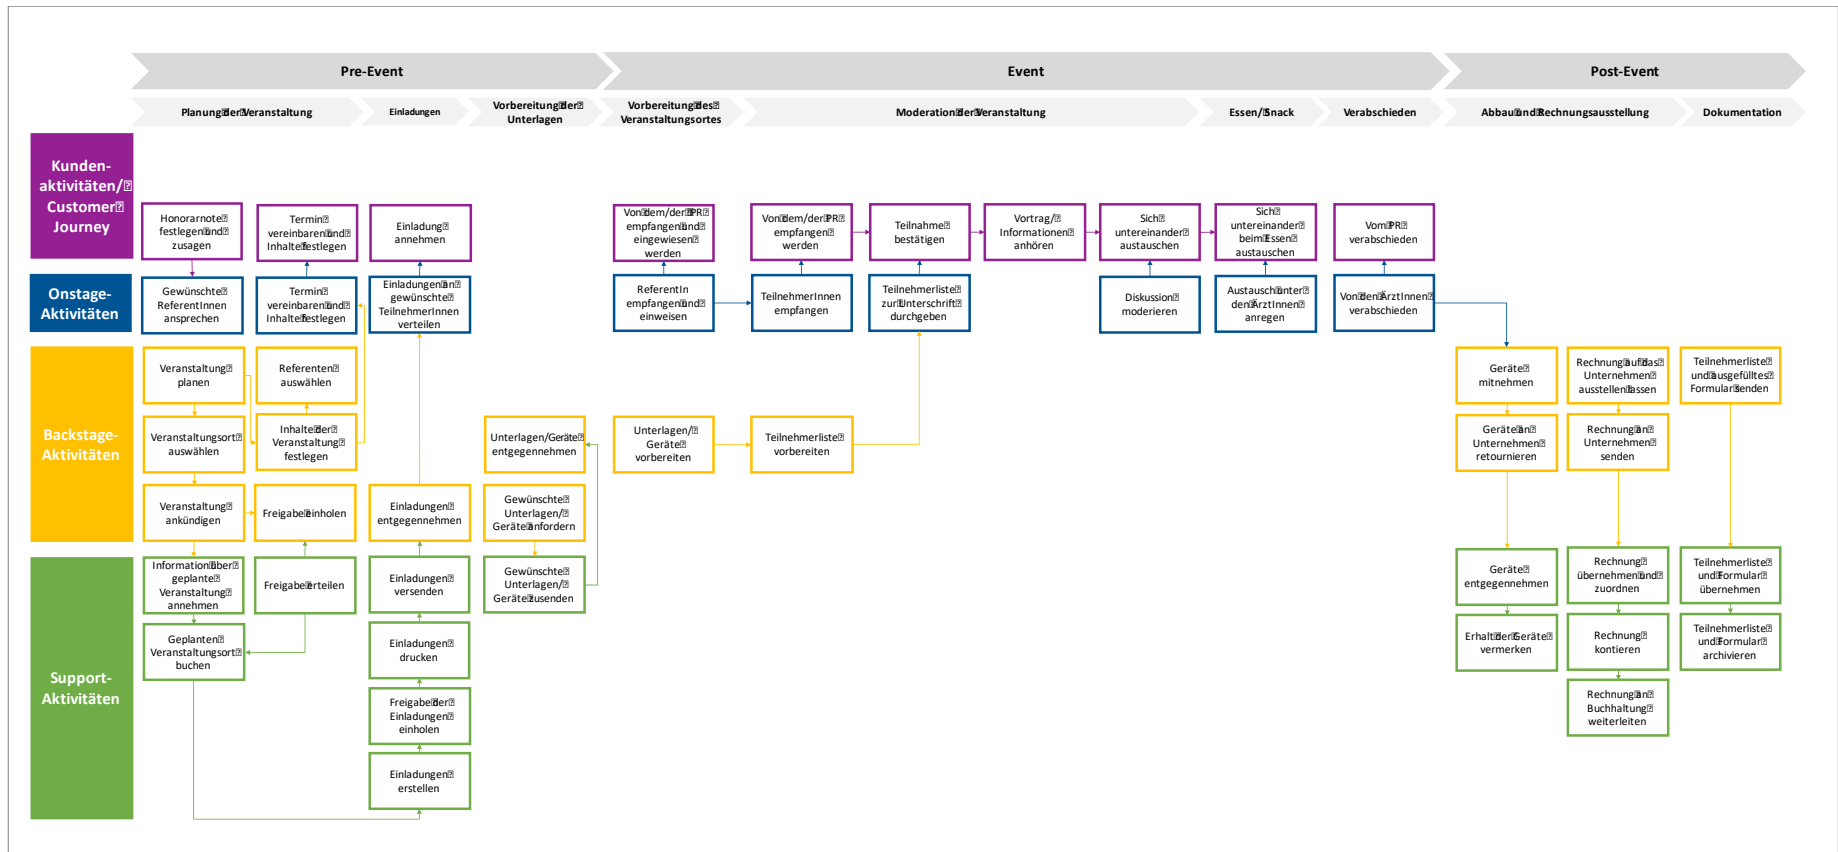 Pre-Event
Event
Post-Event
Planung der Veranstaltung
Einladungen
Vorbereitung der
Unterlagen
Vorbereitung des
Veranstaltungsortes
Moderation der Veranstaltung
Essen/ Snack
Verabschieden
Abbau und Rechnungsausstellung
Dokumentation
Kunden-
aktivitäten/
Customer
Journey
Honorarnote
festlegen und
zusagen
Termin
vereinbaren und
Inhalte festlegen
Einladung
annehmen
Von dem/der PR
empfangen und
eingewiesen
werden
Von dem/der PR
empfangen
werden
Teilnahme
bestätigen
Vortrag/
Informationen
anhören
Sich
untereinander
austauschen
Sich
untereinander
beim Essen
austauschen
Vom PR
verabschieden
Onstage-
Aktivitäten
Gewünschte
ReferentInnen
ansprechen
Termin
vereinbaren und
Inhalte festlegen
Einladungen an
gewünschte
TeilnehmerInnen
verteilen
ReferentIn
empfangen und
einweisen
TeilnehmerInnen
empfangen
Teilnehmerliste
zur Unterschrift
durchgeben
Diskussion
moderieren
Austausch unter
den ÄrztInnen
anregen
Von den ÄrztInnen
verabschieden
Backstage-
Aktivitäten
Veranstaltung
planen
Referenten
auswählen
Geräte
mitnehmen
Rechnung auf das
Unternehmen
ausstellen lassen
Teilnehmerliste
und ausgefülltes
Formular senden
Veranstaltungsort
auswählen
Inhalte der
Veranstaltung
festlegen
Unterlagen/Geräte
entgegennehmen
Unterlagen/
Geräte
vorbereiten
Teilnehmerliste
vorbereiten
Geräte an
Unternehmen
retournieren
Rechnung an
Unternehmen
senden
Veranstaltung
ankündigen
Freigabe einholen
Einladungen
entgegennehmen
Gewünschte
Unterlagen/
Geräte anfordern
Support-
Aktivitäten
Information über
geplante
Veranstaltung
annehmen
Freigabe erteilen
Einladungen
versenden
Gewünschte
Unterlagen/
Geräte zusenden
Geräte
entgegennehmen
Rechnung
übernehmen und
zuordnen
Teilnehmerliste
und Formular
übernehmen
Geplanten
Veranstaltungsort
buchen
Einladungen
drucken
Erhalt der Geräte
vermerken
Rechnung
kontieren
Teilnehmerliste
und Formular
archivieren
Freigabe der
Einladungen
einholen
Rechnung an
Buchhaltung
weiterleiten
Einladungen
erstellen